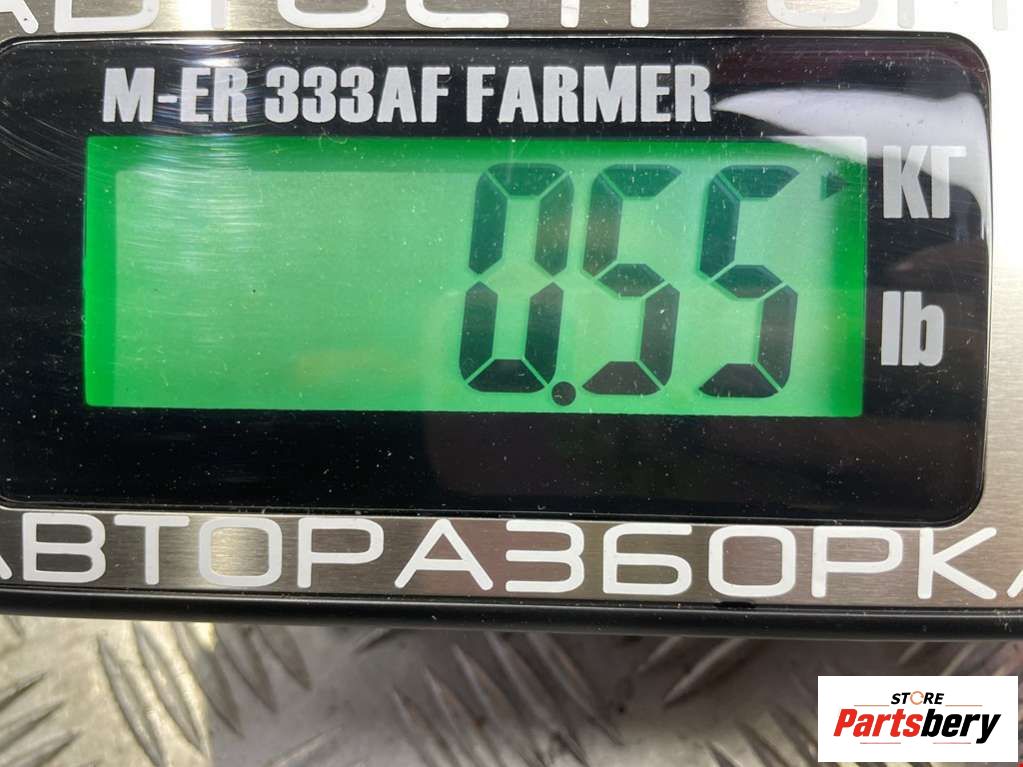 M-ER 333AF FARMER
0.55
КГ
lb
АВТОРАЗБОРКА
STORE
Partsbery